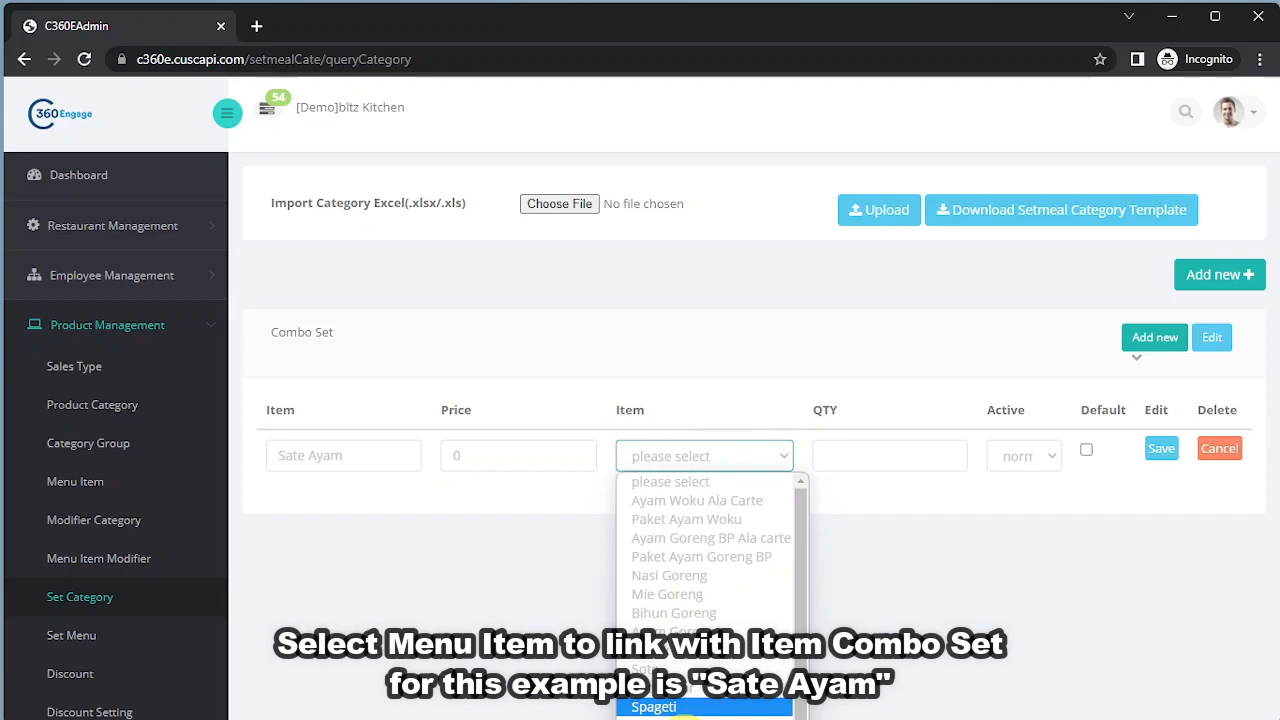 C360EAdmin
c360e.cuscapi.com/setmealCate/queryCategory
Incognito
C360 Engage
54
[Demo]bltz Kitchen
Dashboard
Restaurant Management
Employee Management
Product Management
Sales Type
Product Category
Category Group
Menu Item
Modifier Category
Menu Item Modifier
Set Category
Set Menu
Discount
Discount Setting
Import Category Excel(.xlsx/.xls)
Choose File No file chosen
Upload
Download Setmeal Category Template
Add new
Combo Set
Add new
Edit
Item Price Item QTY Active Default Edit Delete
Sate Ayam 0 please select norm Save Cancel
please select
Ayam Woku Ala Carte
Paket Ayam Woku
Ayam Goreng BP Ala carte
Paket Ayam Goreng BP
Nasi Goreng
Mie Goreng
Bihun Goreng
Spageti
Select Menu Item to link with Item Combo Set
for this example is "Sate Ayam"